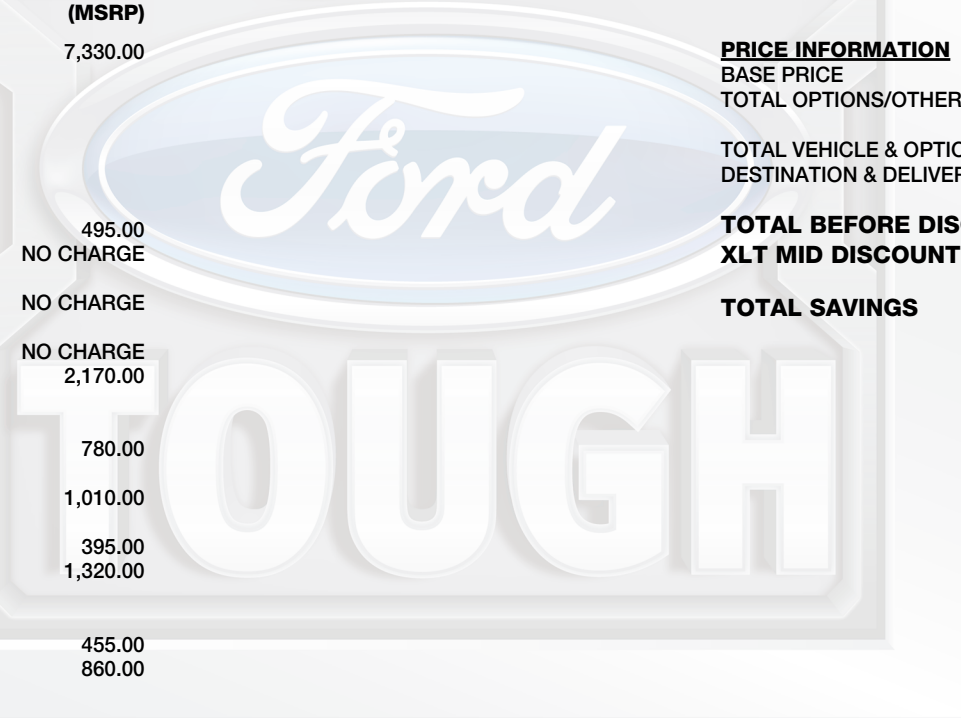 (MSRP)
7,330.00
495.00
NO CHARGE
NO CHARGE
NO CHARGE
2,170.00
780.00
1,010.00
395.00
1,320.00
455.00
860.00
PRICE INFORMATION
BASE PRICE
TOTAL OPTIONS/OTHER
TOTAL VEHICLE & OPTIO
DESTINATION & DELIVER
TOTAL BEFORE DISC
XLT MID DISCOUNT
TOTAL SAVINGS
Ford
TOUGH